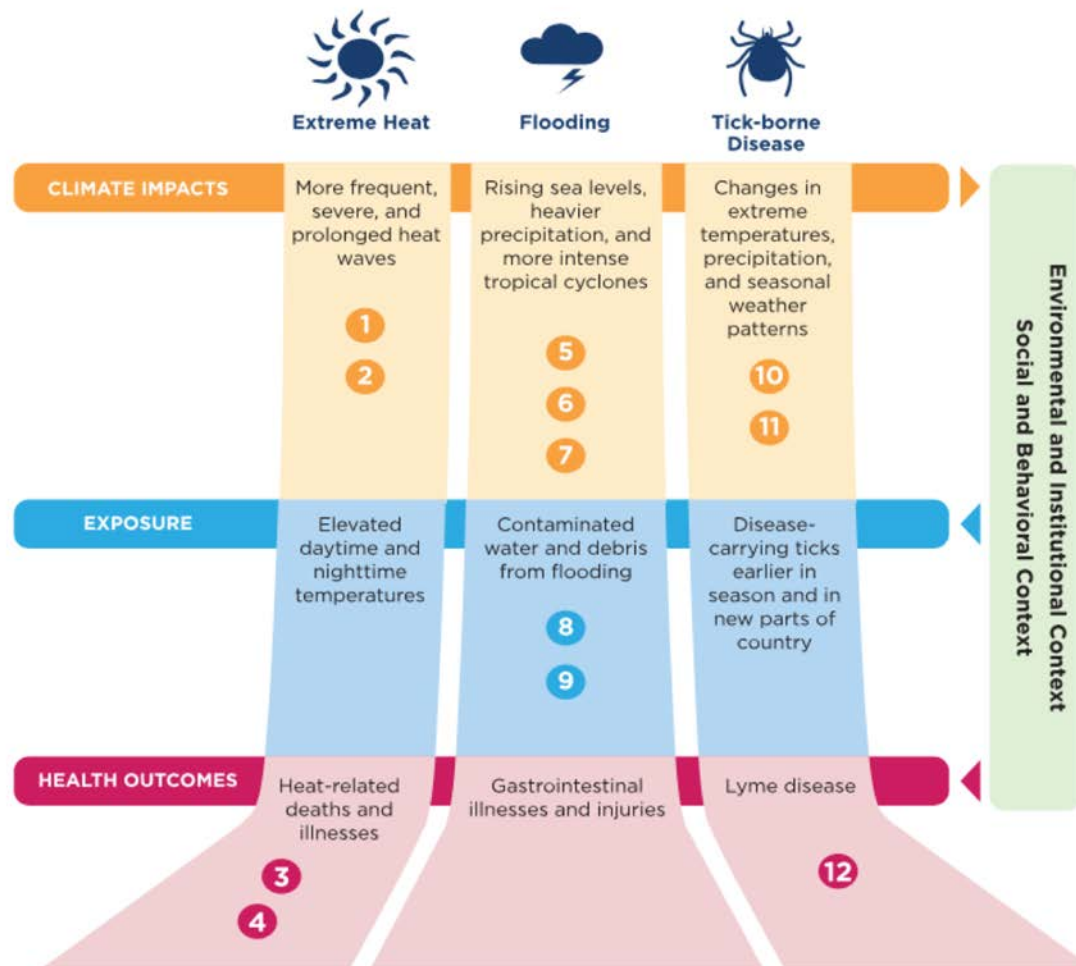 Extreme Heat
Flooding
Tick-borne
Disease
CLIMATE IMPACTS
More frequent,
severe, and
prolonged heat
waves
1
2
Rising sea levels,
heavier
precipitation, and
more intense
tropical cyclones
5
6
7
Changes in
extreme
temperatures,
precipitation,
and seasonal
weather
patterns
10
11
EXPOSURE
Elevated
daytime and
nighttime
temperatures
Contaminated
water and debris
from flooding
8
9
Disease-
carrying ticks
earlier in
season and in
new parts of
country
HEALTH OUTCOMES
Heat-related
deaths and
illnesses
3
4
Gastrointestinal
illnesses and injuries
Lyme disease
12
Environmental and Institutional Context
Social and Behavioral Context